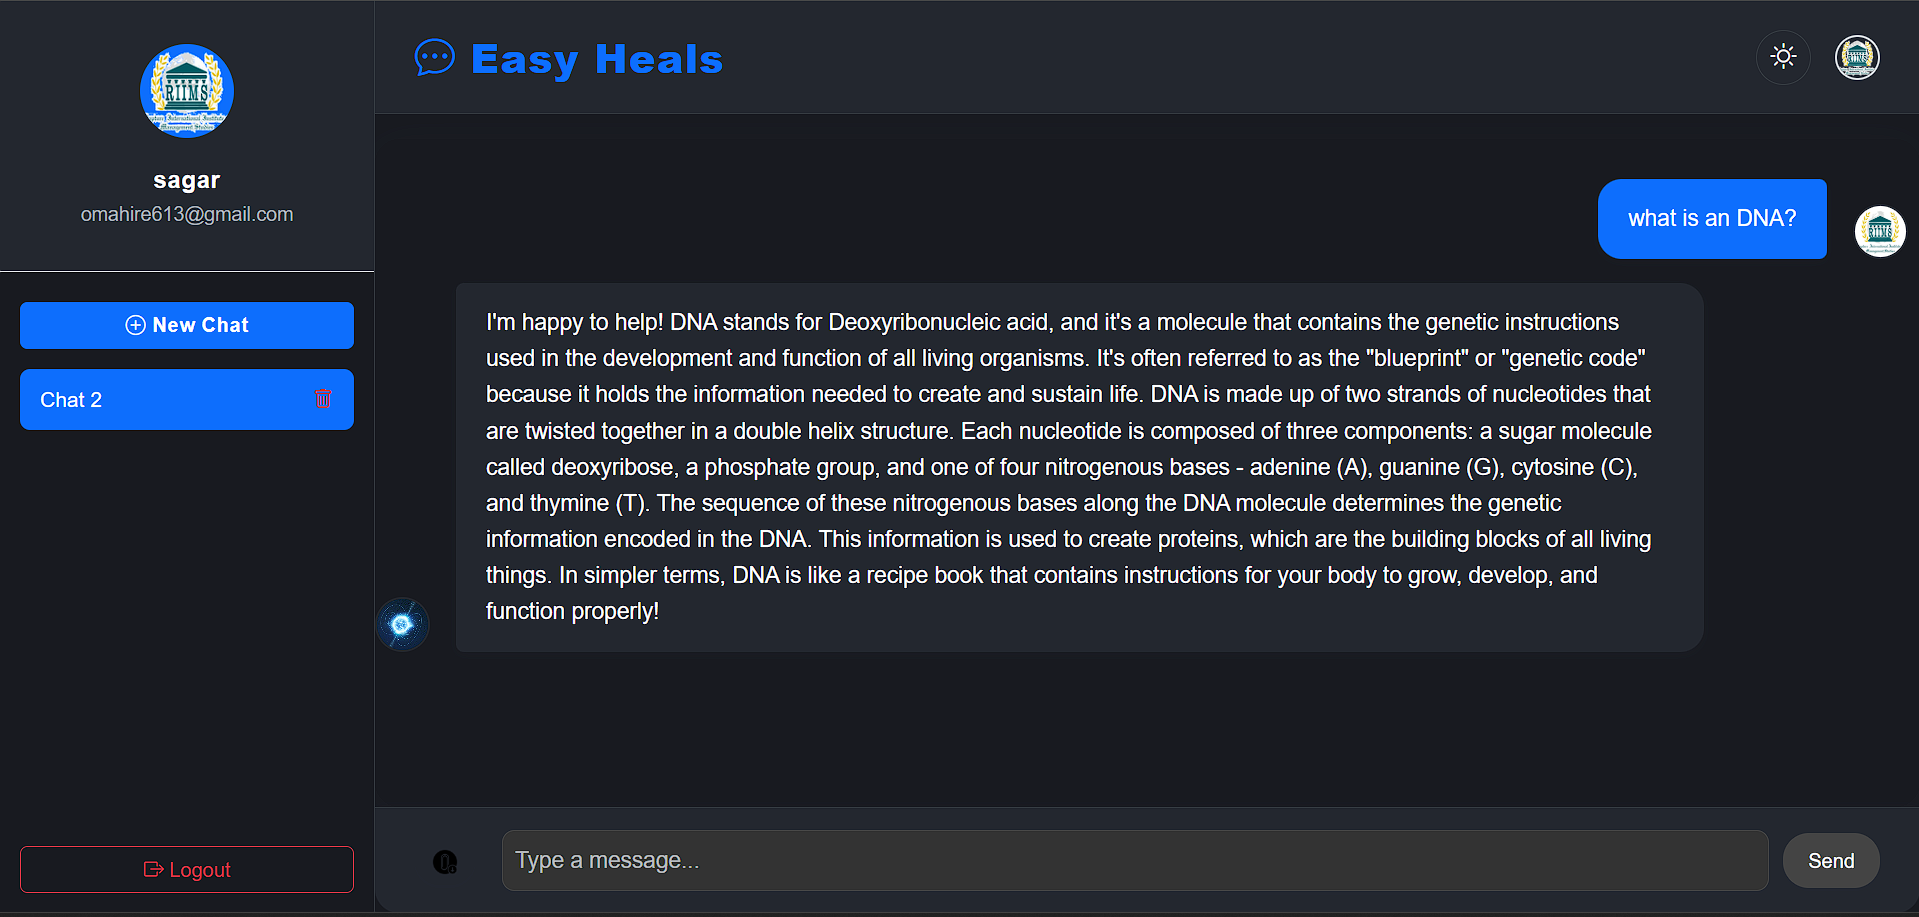 RIIMS
sagar
omahire613@gmail.com
New Chat
Chat 2
Logout
Easy Heals
what is an DNA?
I'm happy to help! DNA stands for Deoxyribonucleic acid, and it's a molecule that contains the genetic instructions
used in the development and function of all living organisms. It's often referred to as the "blueprint" or "genetic code"
because it holds the information needed to create and sustain life. DNA is made up of two strands of nucleotides that
are twisted together in a double helix structure. Each nucleotide is composed of three components: a sugar molecule
called deoxyribose, a phosphate group, and one of four nitrogenous bases - adenine (A), guanine (G), cytosine (C),
and thymine (T). The sequence of these nitrogenous bases along the DNA molecule determines the genetic
information encoded in the DNA. This information is used to create proteins, which are the building blocks of all living
things. In simpler terms, DNA is like a recipe book that contains instructions for your body to grow, develop, and
function properly!
Type a message...
Send